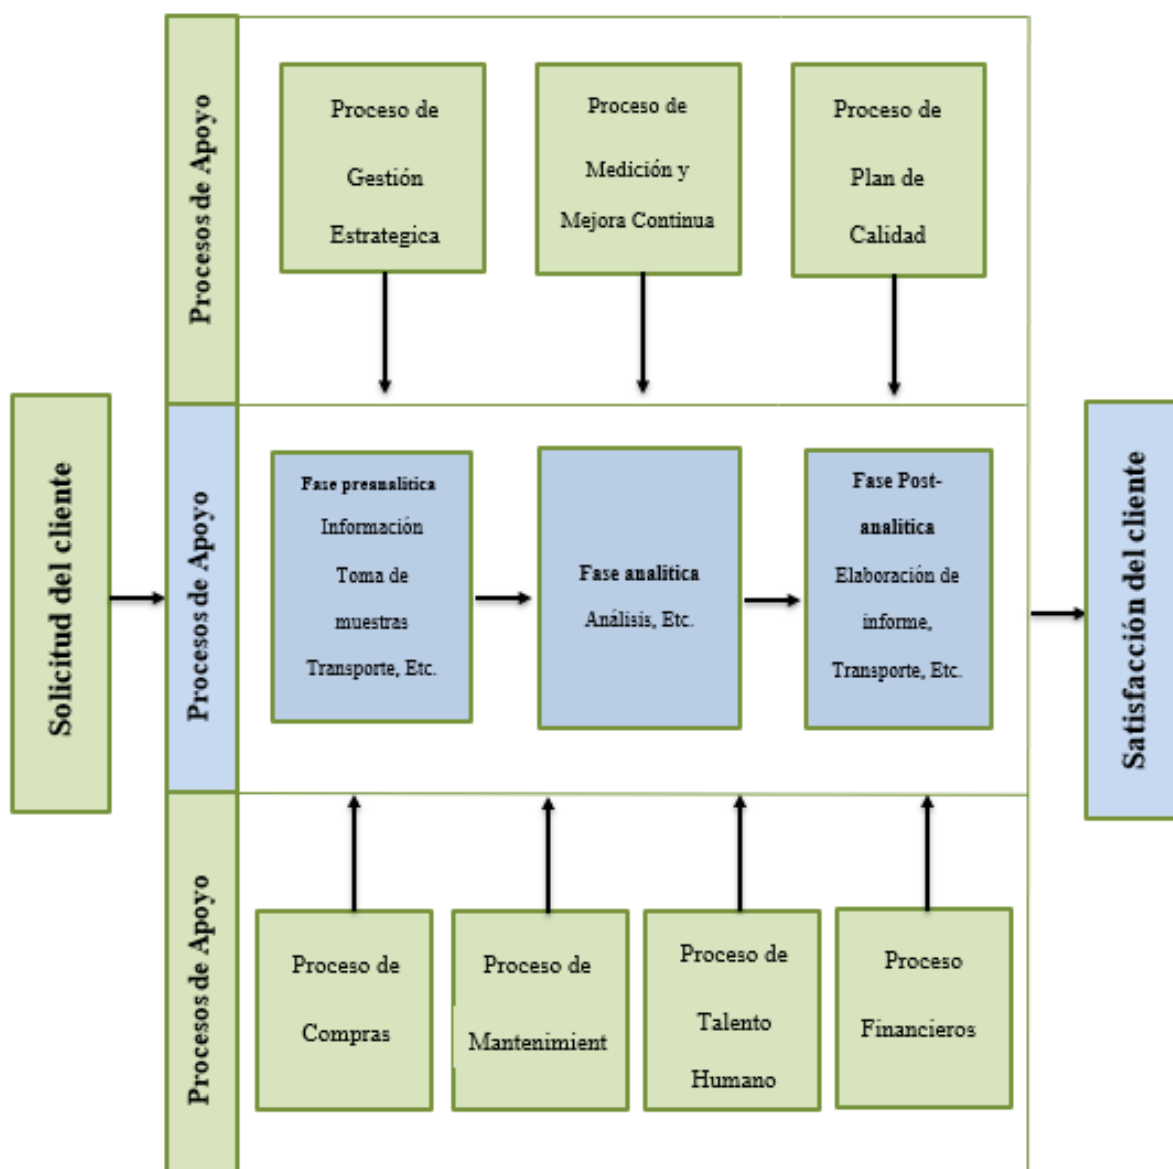 Solicitud del cliente
Procesos de Apoyo
Proceso de
Gestión
Estrategica
Proceso de
Medición y
Mejora Continua
Proceso de
Plan de
Calidad
Procesos de Apoyo
Fase preanalitica
Información
Toma de
muestras
Transporte, Etc.
Fase analitica
Análisis, Etc.
Fase Post-
analitica
Elaboración de
informe,
Transporte, Etc.
Procesos de Apoyo
Proceso de
Compras
Proceso de
Mantenimient
Proceso de
Talento
Humano
Proceso
Financieros
Satisfacción del cliente